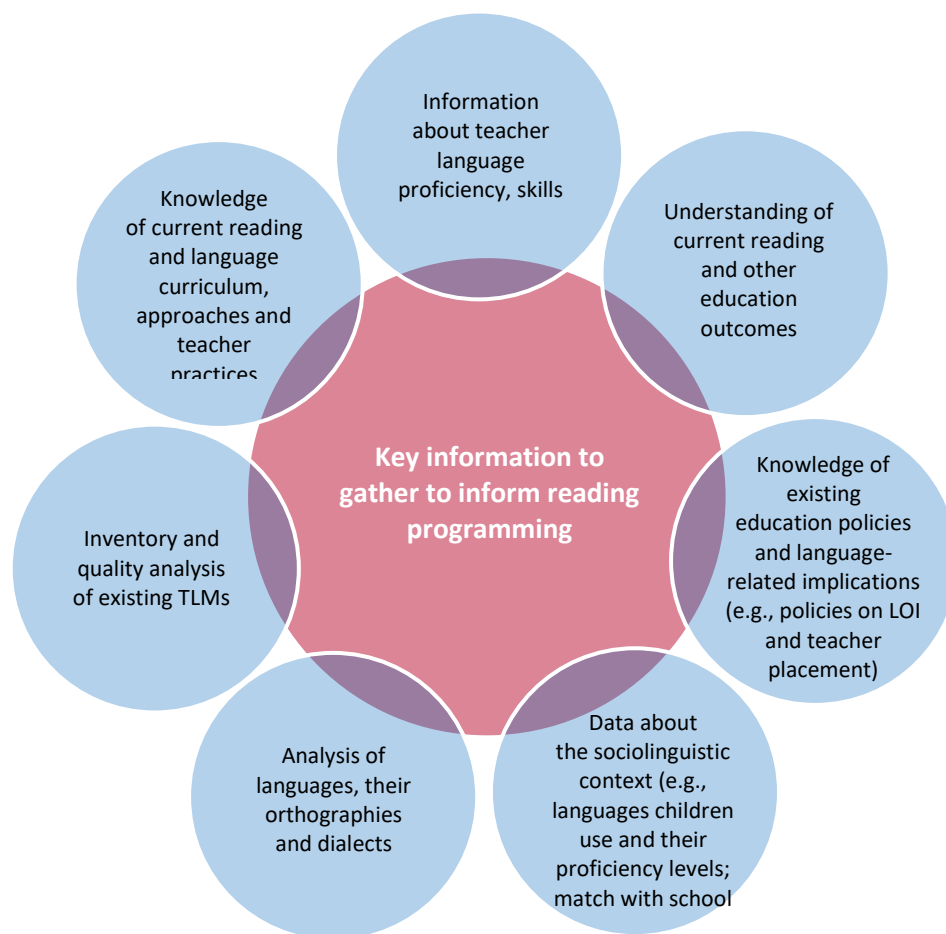 Information
about teacher
language
proficiency, skills
Understanding of
current reading
and other
education
outcomes
Knowledge of
existing
education policies
and language-
related implications
(e.g., policies on LOI
and teacher
placement)
Data about
the sociolinguistic
context (e.g.,
languages children
use and their
proficiency levels;
match with school
Analysis of
languages, their
orthographies
and dialects
Inventory and
quality analysis
of existing TLMs
Knowledge
of current reading
and language
curriculum,
approaches and
teacher
practices
Key information to
gather to inform reading
programming